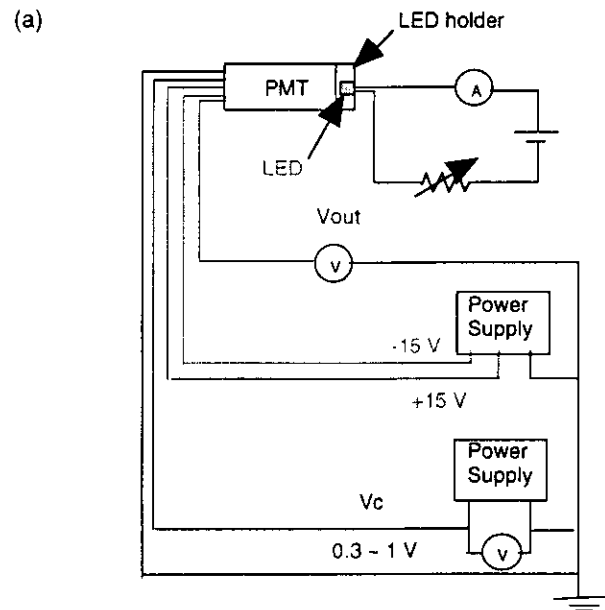 (a)
LED holder
PMT
A
LED
Vout
V
Power
Supply
-15 V
+15 V
Power
Supply
Vc
0.3 ~ 1 V
V